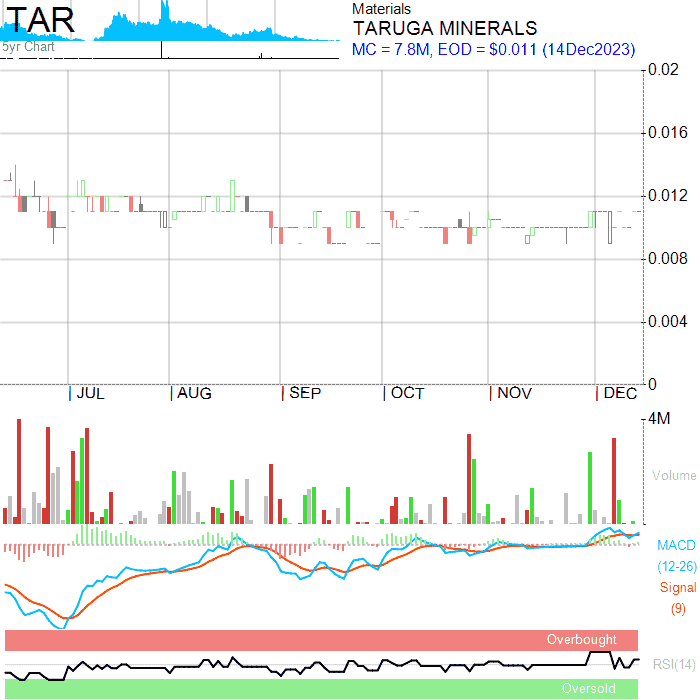 TAR
5yr Chart
Materials
TARUGA MINERALS
MC = 7.8M, EOD = $0.011 (14Dec2023)
0.02
0.016
0.012
0.008
0.004
0
JUL AUG SEP OCT NOV DEC
4M
Volume
MACD
(12-26)
Signal
(9)
Overbought
RSI(14)
Oversold